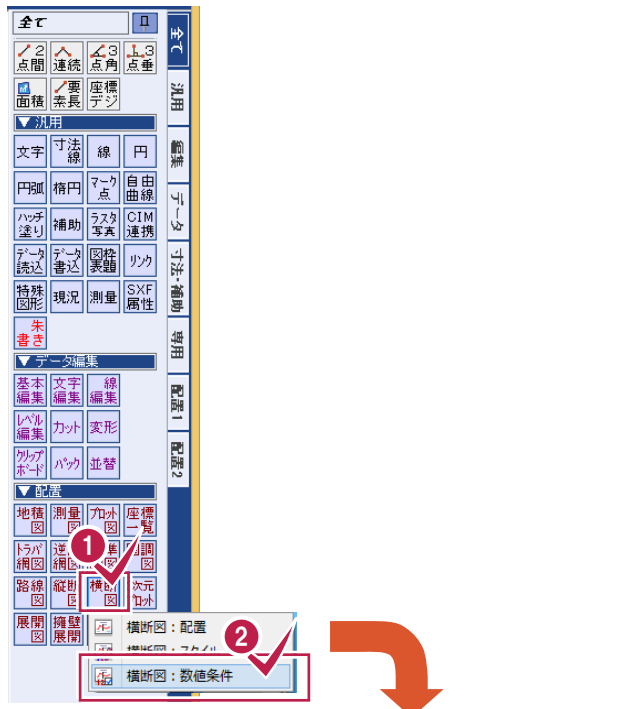 全て
2点間 連続 3点角 3点垂
面積 要素長 座標デジ
▼ 汎用
文字 寸法線 線 円
円弧 楕円 マーク点 自由曲線
ハッチ塗り 補助 ラスタ写真 CIM連携
データ読込 データ書込 図枠表題 リンク
特殊図形 現況 測量 SXF属性
朱書き
▼ データ編集
基本編集 文字編集 線編集
レベル編集 カット 変形
クリップボード パック 並替
▼ 配置
地積図 測量図 プロット図 座標一覧
トラバ網図
路線図 縦断図 横断図 次元プロット
展開図 擁壁展開
1
横断図：配置
2
横断図：スタイル
横断図：数値条件
全て
汎用
編集
データ
寸法・補助
専用
配置1
配置2